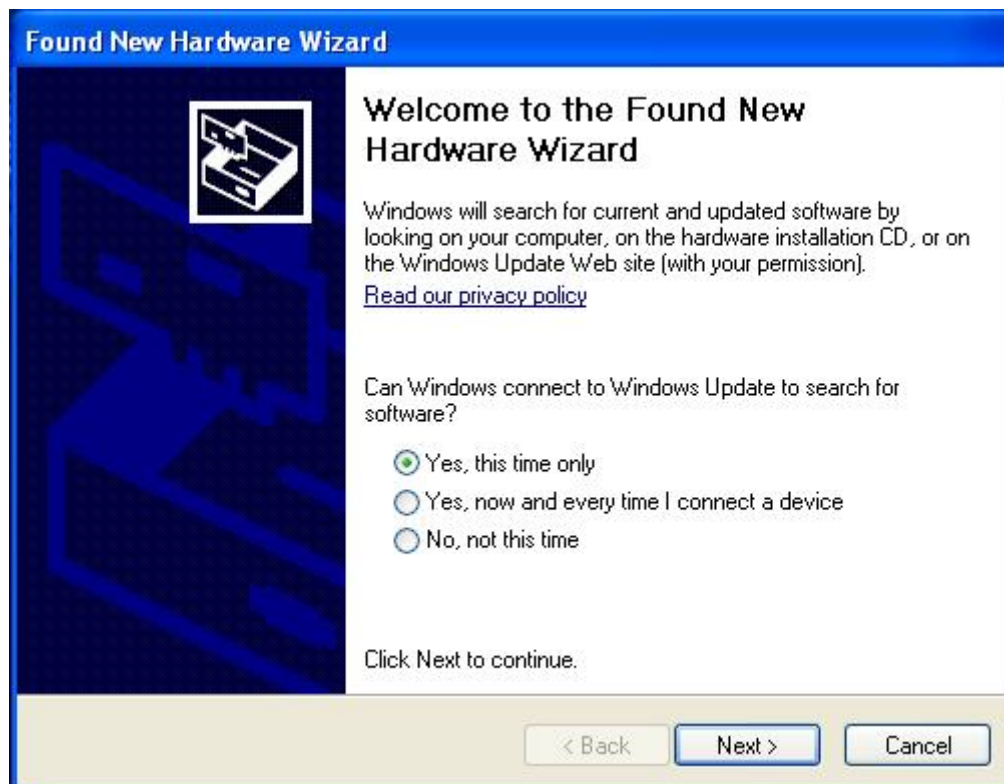 Found New Hardware Wizard
Welcome to the Found New
Hardware Wizard
Windows will search for current and updated software by
looking on your computer, on the hardware installation CD, or on
the Windows Update Web site (with your permission).
Read our privacy policy
Can Windows connect to Windows Update to search for
software?
Yes, this time only
Yes, now and every time I connect a device
No, not this time
Click Next to continue.
< Back
Next >
Cancel